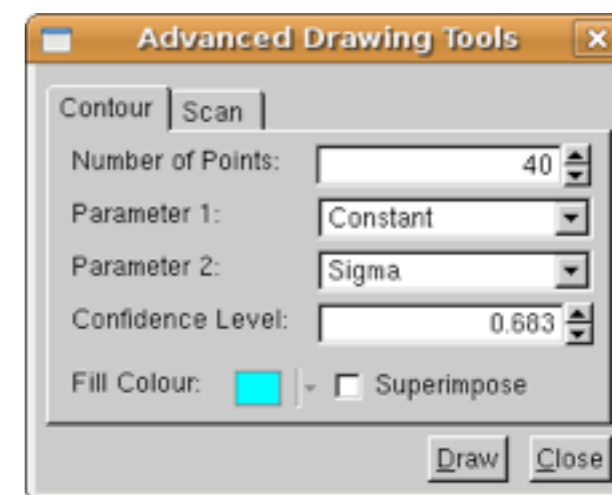 Advanced Drawing Tools
Contour Scan
Number of Points: 40
Parameter 1: Constant
Parameter 2: Sigma
Confidence Level: 0.683
Fill Colour: Superimpose
Draw Close